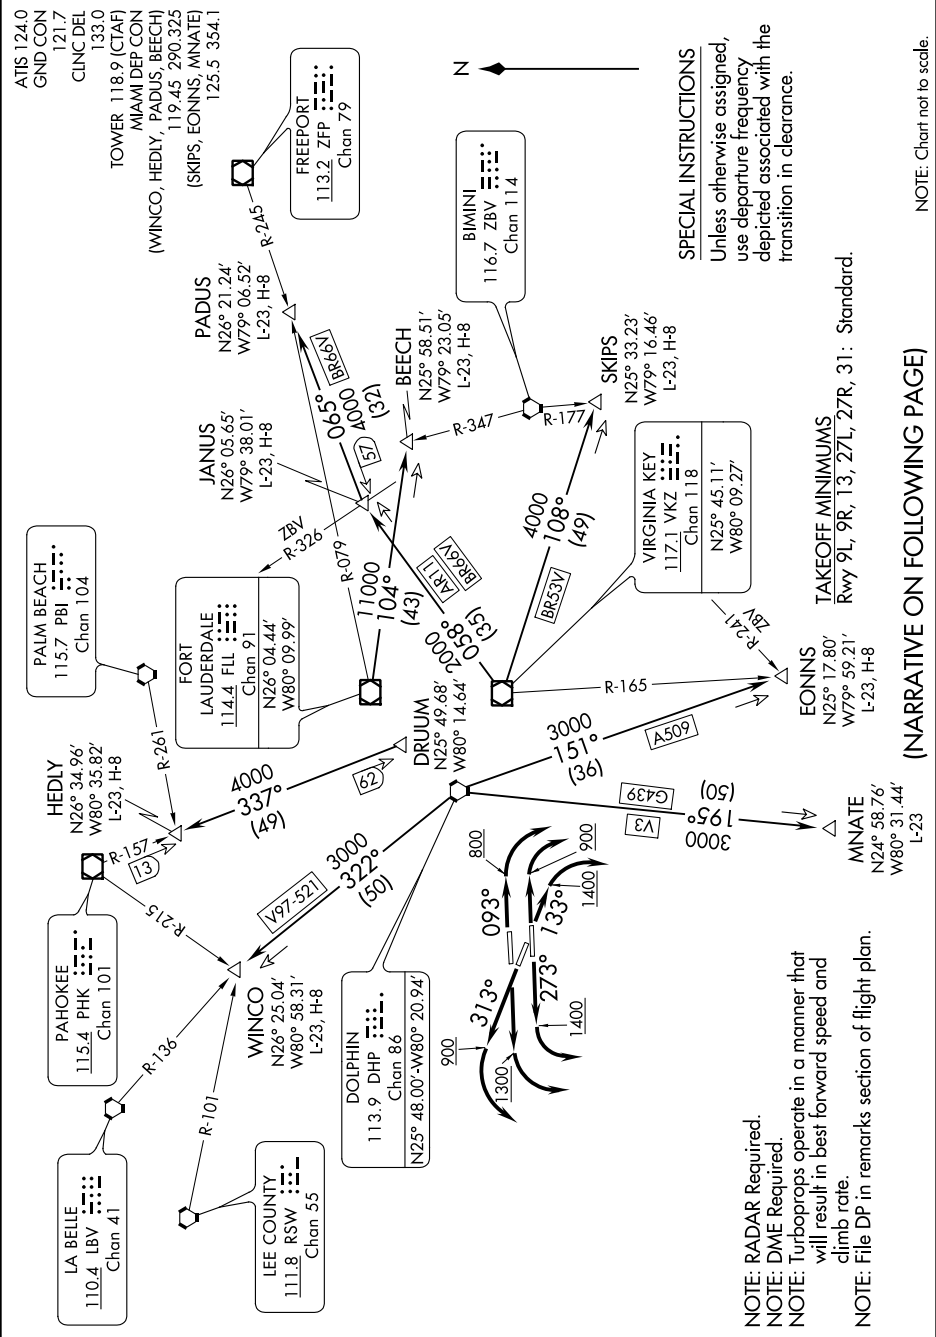 ATIS 124.0
GND CON
121.7
CLNC DEL
133.0
TOWER 118.9 (CTAF)
MIAMI DEP CON
(WINCO, HEDLY, PADUS, BEECH)
119.45 290.325
(SKIPS, EONNS, MNATE)
125.5 354.1
LA BELLE
110.4 LBV
Chan 41
R-136
LEE COUNTY
111.8 RSW
Chan 55
R-101
PAHOKEE
115.4 PHK
Chan 101
R-215
R-157
13
HEDLY
N26° 34.96'
W80° 35.82'
L-23, H-8
PALM BEACH
115.7 PBI
Chan 104
R-261
WINCO
N26° 25.04'
W80° 58.31'
L-23, H-8
V97-521
3000
322°
(50)
4000
337°
(49)
62
FORT
LAUDERDALE
114.4 FLL
Chan 91
N26° 04.44'
W80° 09.99'
R-079
11000
104°
(43)
DRUUM
N25° 49.68'
W80° 14.64'
JANUS
N26° 05.65'
W79° 38.01'
L-23, H-8
ZBV
R-326
57
PADUS
N26° 21.24'
W79° 06.52'
L-23, H-8
R-245
FREEPORT
113.2 ZFP
Chan 79
BR66V
065°
4000
(32)
BEECH
N25° 58.51'
W79° 23.05'
L-23, H-8
R-347
R-177
BIMINI
116.7 ZBV
Chan 114
N
SKIPS
N25° 33.23'
W79° 16.46'
L-23, H-8
AR11
BR66V
2000
058°
(35)
4000
108°
(49)
BR53V
VIRGINIA KEY
117.1 VKZ
Chan 118
N25° 45.11'
W80° 09.27'
R-165
R-241
ZBV
EONNS
N25° 17.80'
W79° 59.21'
L-23, H-8
3000
151°
(36)
A509
G439
V3
(50)
195°
3000
MNATE
N24° 58.76'
W80° 31.44'
L-23
DOLPHIN
113.9 DHP
Chan 86
N25° 48.00'-W80° 20.94'
900
313°
1300
093°
800
900
133°
1400
273°
1400
SPECIAL INSTRUCTIONS
Unless otherwise assigned,
use departure frequency
depicted associated with the
transition in clearance.
TAKEOFF MINIMUMS
Rwy 9L, 9R, 13, 27L, 27R, 31: Standard.
NOTE: RADAR Required.
NOTE: DME Required.
NOTE: Turboprops operate in a manner that
will result in best forward speed and
climb rate.
NOTE: File DP in remarks section of flight plan.
(NARRATIVE ON FOLLOWING PAGE)
NOTE: Chart not to scale.